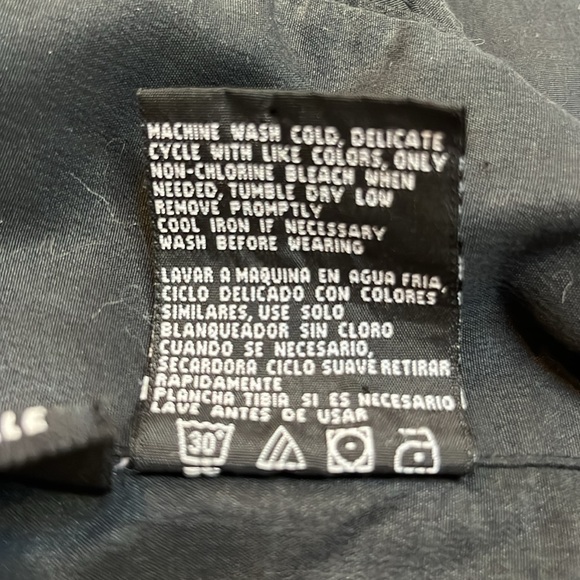 MACHINE WASH COLD, DELICATE
CYCLE WITH LIKE COLORS, ONLY
NON-CHLORINE BLEACH WHEN
NEEDED, TUMBLE DRY LOW
REMOVE PROMPTLY
COOL IRON IF NECESSARY
WASH BEFORE WEARING
LAVAR A MAQUINA EN AGUA FRIA,
CICLO DELICADO CON COLORES
SIMILARES, USE SOLO
BLANQUEADOR SIN CLORO
CUANDO SE NECESARIO,
SECARDORA CICLO SUAVE RETIRAR
RAPIDAMENTE
PLANCHA TIBIA SI ES NECESARIO
LAVE ANTES DE USAR
30°